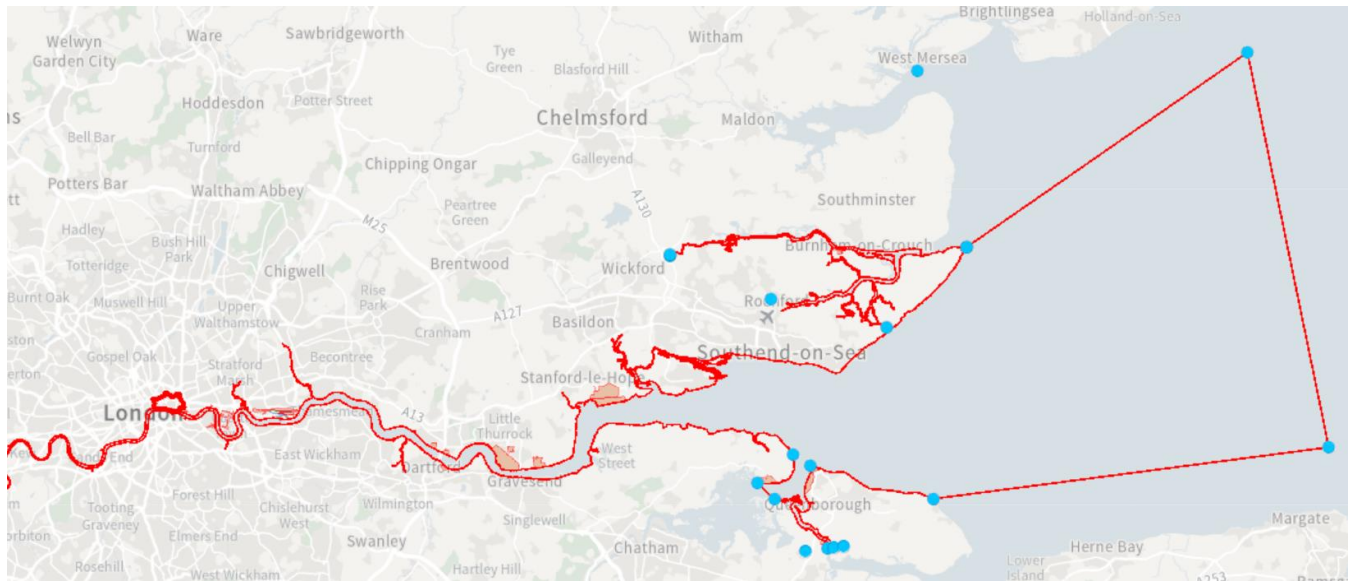 Brightlingsea
Holland-on-Sea
Welwyn
Garden City
Ware
Sawbridgeworth
Witham
Tye
Green
Blasford Hill
West Mersea
Hoddesdon
Potter Street
Chelmsford
Maldon
Bell Bar
Turnford
Galleyend
Chipping Ongar
Potters Bar
Waltham Abbey
A130
Southminster
Peartree
Green
M25
Hadley
Bush Hill
Park
Burnham-on-Crouch
Totteridge
Chigwell
Brentwood
Wickford
Burnt Oak
Muswell Hill
Upper
Walthamstow
Rise
Park
A127
Cranham
Basildon
Gospel Oak
Stratford
Marsh
Becontree
Southend-on-Sea
Stanford-le-Hope
London
A13
Little
Thurrock
East Wickham
Dartford
West
Street
Gravesend
Forest Hill
Wilmington
Tooting
Graveney
Chislehurst
West
Singlewell
Queenborough
Margate
Elmers End
Swanley
Chatham
Herne Bay
Rosehill
West Wickham
Hartley Hill
Lower
Island
A253